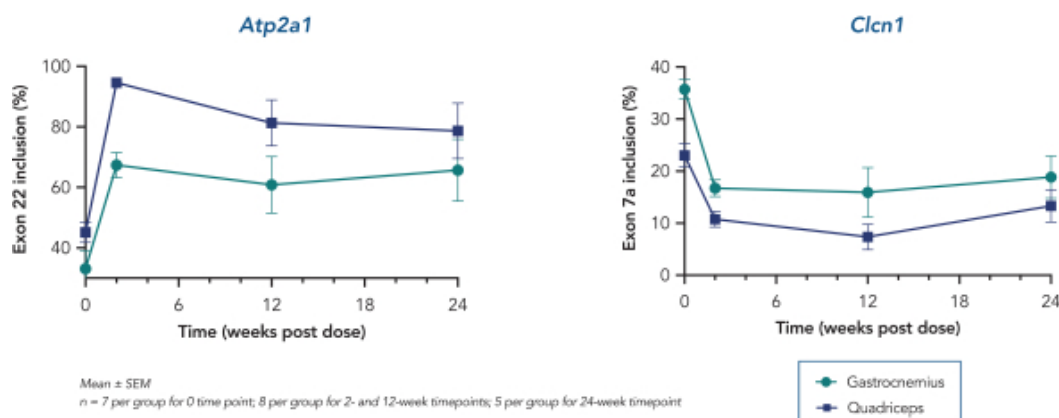 Atp2a1
Exon 22 inclusion (%)
100
80
60
40
0
6
12
18
24
Time (weeks post dose)
Clcn1
Exon 7a inclusion (%)
40
30
20
10
0
0
6
12
18
24
Time (weeks post dose)
Mean ± SEM
n = 7 per group for 0 time point; 8 per group for 2- and 12-week timepoints; 5 per group for 24-week timepoint
Gastrocnemius
Quadriceps